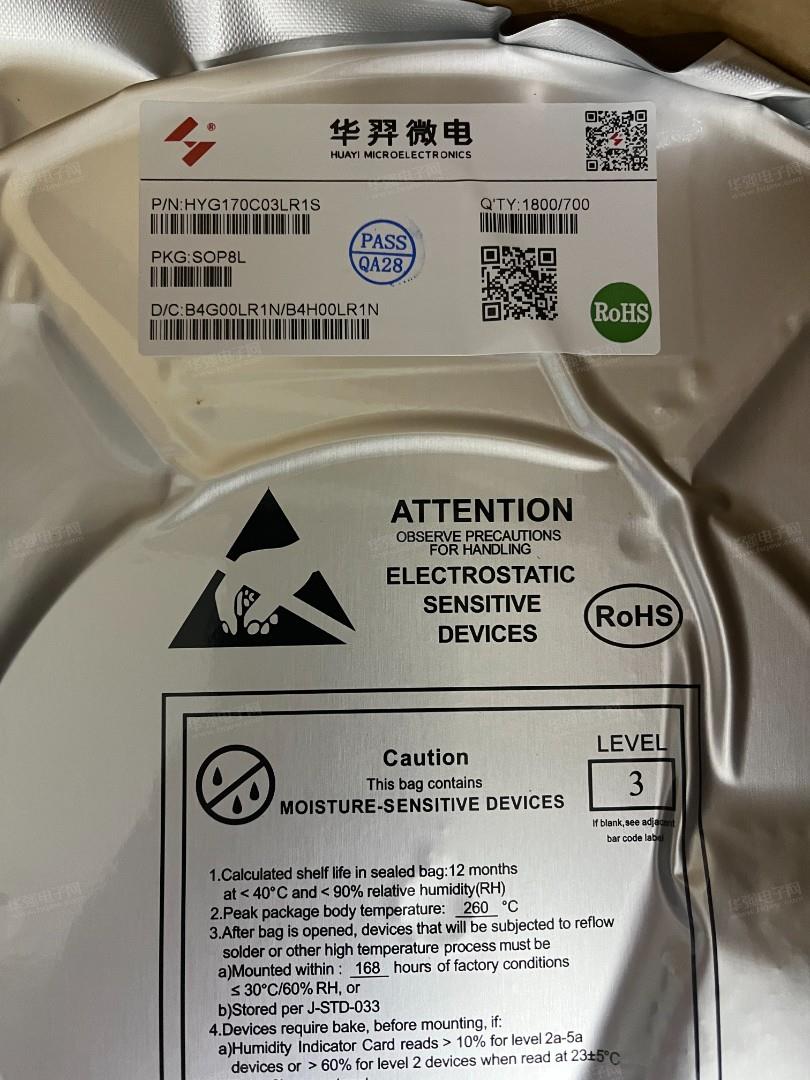 华羿微电
HUAYI MICROELECTRONICS
P/N:HYG170C03LR1S
Q'TY:1800/700
PKG:SOP8L
PASS
QA28
D/C:B4G00LR1N/B4H00LR1N
RoHS
ATTENTION
OBSERVE PRECAUTIONS
FOR HANDLING
ELECTROSTATIC
SENSITIVE
DEVICES
RoHS
Caution
This bag contains
MOISTURE-SENSITIVE DEVICES
LEVEL
3
If blank,see adjacent
bar code label
1.Calculated shelf life in sealed bag:12 months
at < 40°C and < 90% relative humidity(RH)
2.Peak package body temperature: 260 °C
3.After bag is opened, devices that will be subjected to reflow
solder or other high temperature process must be
a)Mounted within : 168 hours of factory conditions
≤ 30°C/60% RH, or
b)Stored per J-STD-033
4.Devices require bake, before mounting, if:
a)Humidity Indicator Card reads > 10% for level 2a-5a
devices or > 60% for level 2 devices when read at 23±5°C
华强电子网